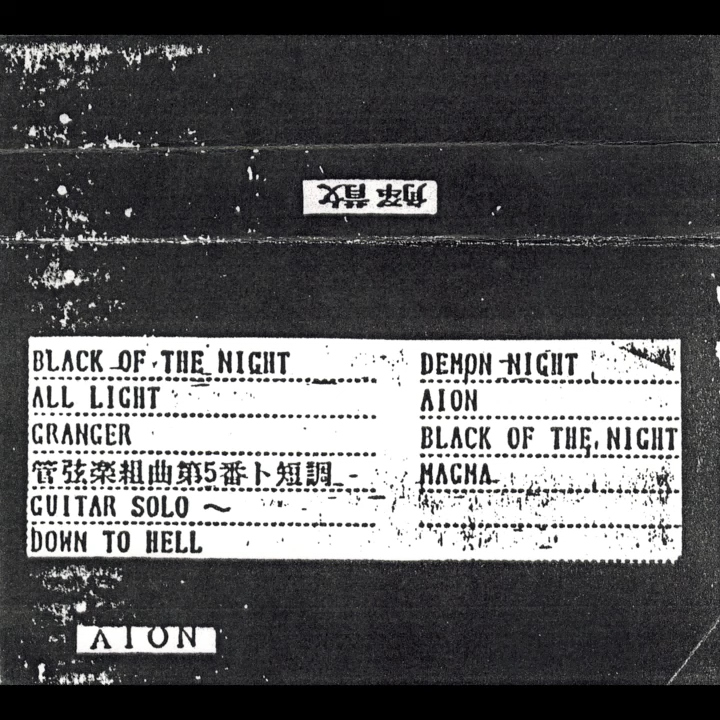 解散
BLACK OF THE NIGHT
ALL LIGHT
GRANGER
管弦楽組曲第5番ト短調
GUITAR SOLO ～
DOWN TO HELL
DEMON NIGHT
AION
BLACK OF THE NIGHT
MAGMA
AION